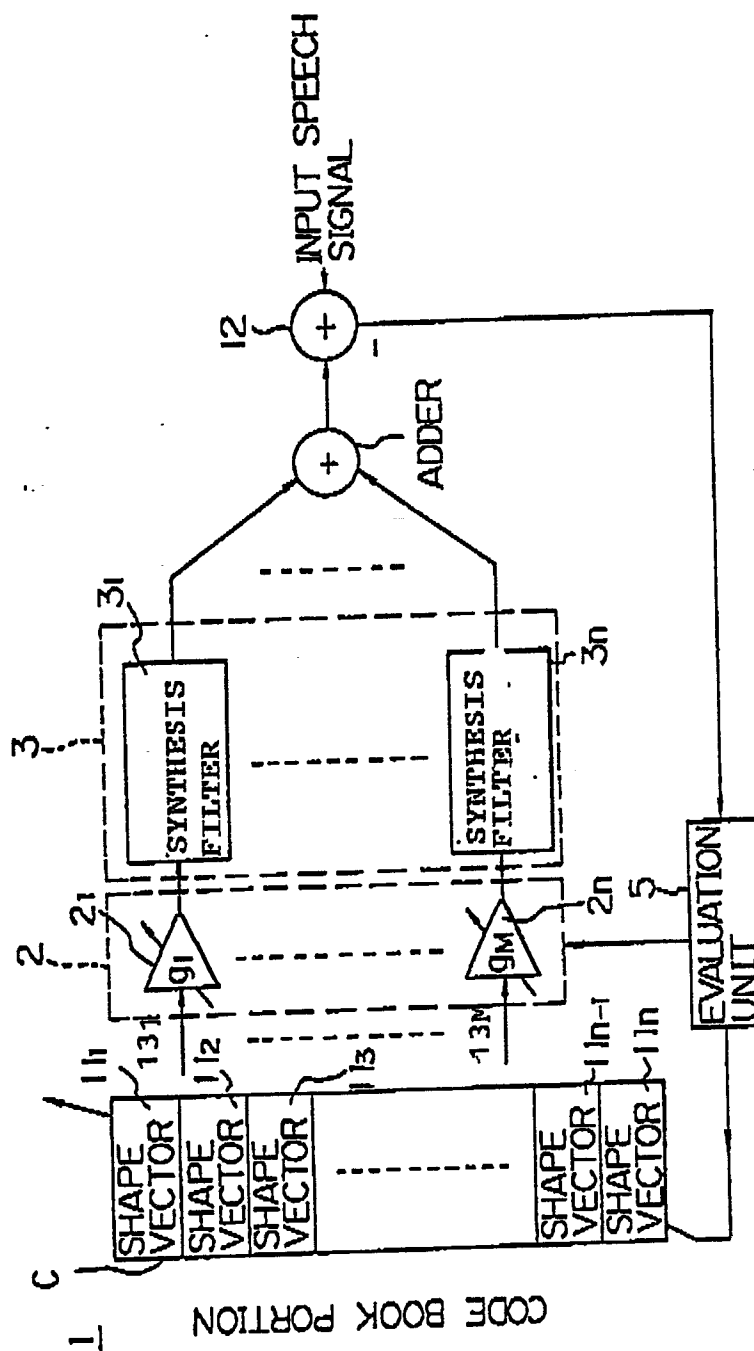 1
CODE BOOK PORTION
C
SHAPE
VECTOR
11₁
SHAPE
VECTOR
11₂
SHAPE
VECTOR
11₃
SHAPE
VECTOR
11n-1
SHAPE
VECTOR
11n
13₁
13M
2
2₁
g₁
2n
gM
3
3₁
SYNTHESIS
FILTER
SYNTHESIS
FILTER
3n
+
ADDER
12
+
-
INPUT SPEECH
SIGNAL
5
EVALUATION
UNIT